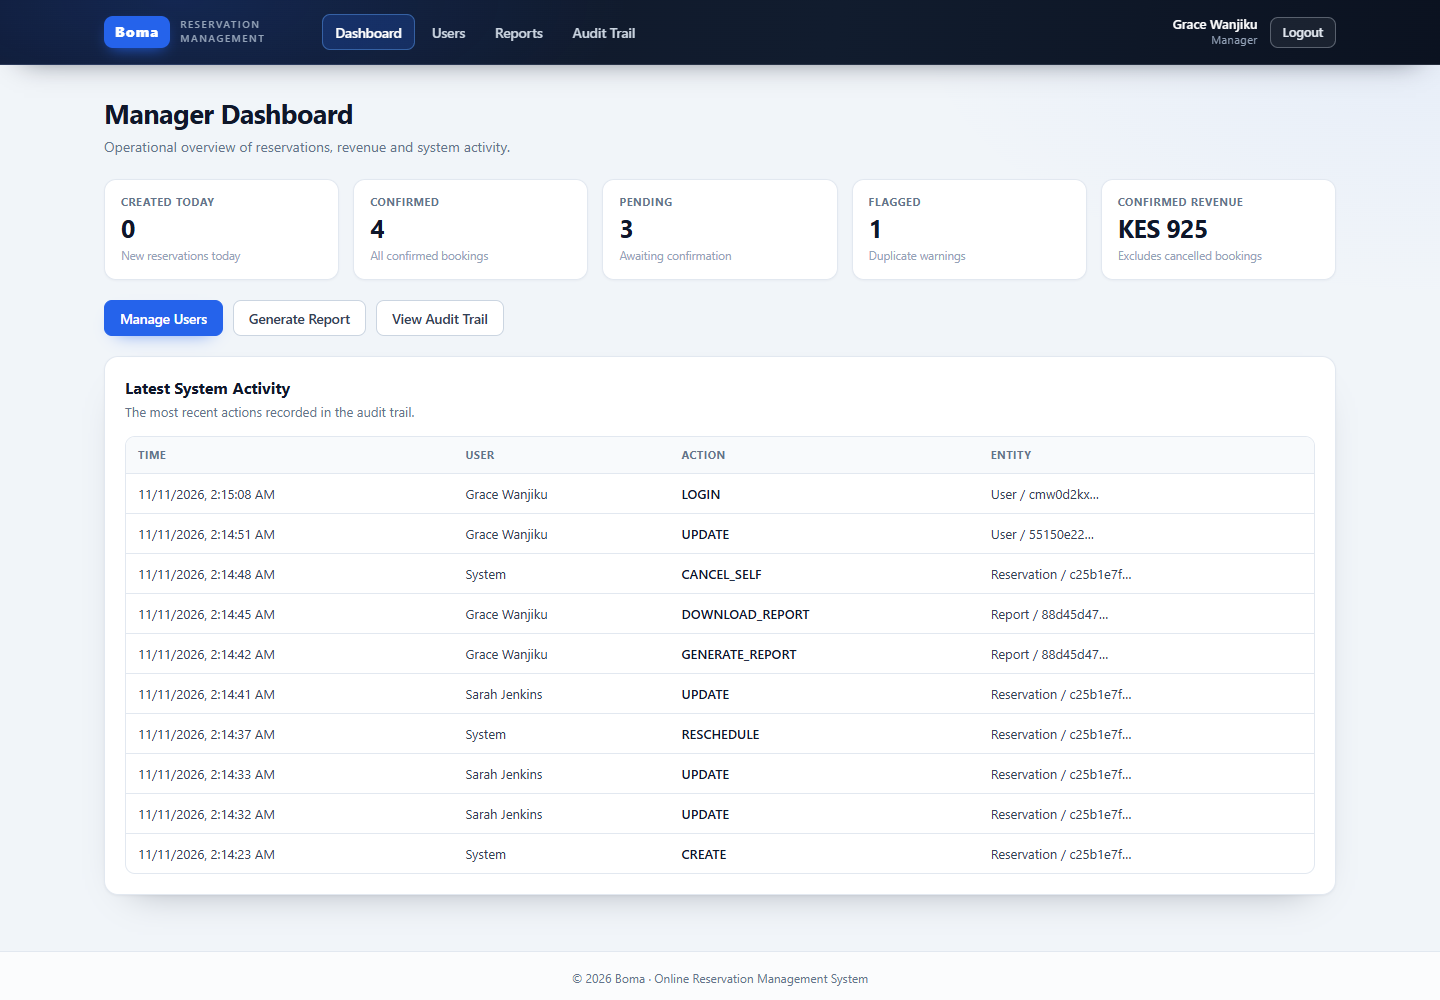 Boma
RESERVATION
MANAGEMENT
Dashboard
Users
Reports
Audit Trail
Grace Wanjiku
Manager
Logout
Manager Dashboard
Operational overview of reservations, revenue and system activity.
CREATED TODAY
0
New reservations today
CONFIRMED
4
All confirmed bookings
PENDING
3
Awaiting confirmation
FLAGGED
1
Duplicate warnings
CONFIRMED REVENUE
KES 925
Excludes cancelled bookings
Manage Users
Generate Report
View Audit Trail
Latest System Activity
The most recent actions recorded in the audit trail.
TIME USER ACTION ENTITY
11/11/2026, 2:15:08 AM Grace Wanjiku LOGIN User / cmw0d2kx...
11/11/2026, 2:14:51 AM Grace Wanjiku UPDATE User / 55150e22...
11/11/2026, 2:14:48 AM System CANCEL_SELF Reservation / c25b1e7f...
11/11/2026, 2:14:45 AM Grace Wanjiku DOWNLOAD_REPORT Report / 88d45d47...
11/11/2026, 2:14:42 AM Grace Wanjiku GENERATE_REPORT Report / 88d45d47...
11/11/2026, 2:14:41 AM Sarah Jenkins UPDATE Reservation / c25b1e7f...
11/11/2026, 2:14:37 AM System RESCHEDULE Reservation / c25b1e7f...
11/11/2026, 2:14:33 AM Sarah Jenkins UPDATE Reservation / c25b1e7f...
11/11/2026, 2:14:32 AM Sarah Jenkins UPDATE Reservation / c25b1e7f...
11/11/2026, 2:14:23 AM System CREATE Reservation / c25b1e7f...
© 2026 Boma · Online Reservation Management System